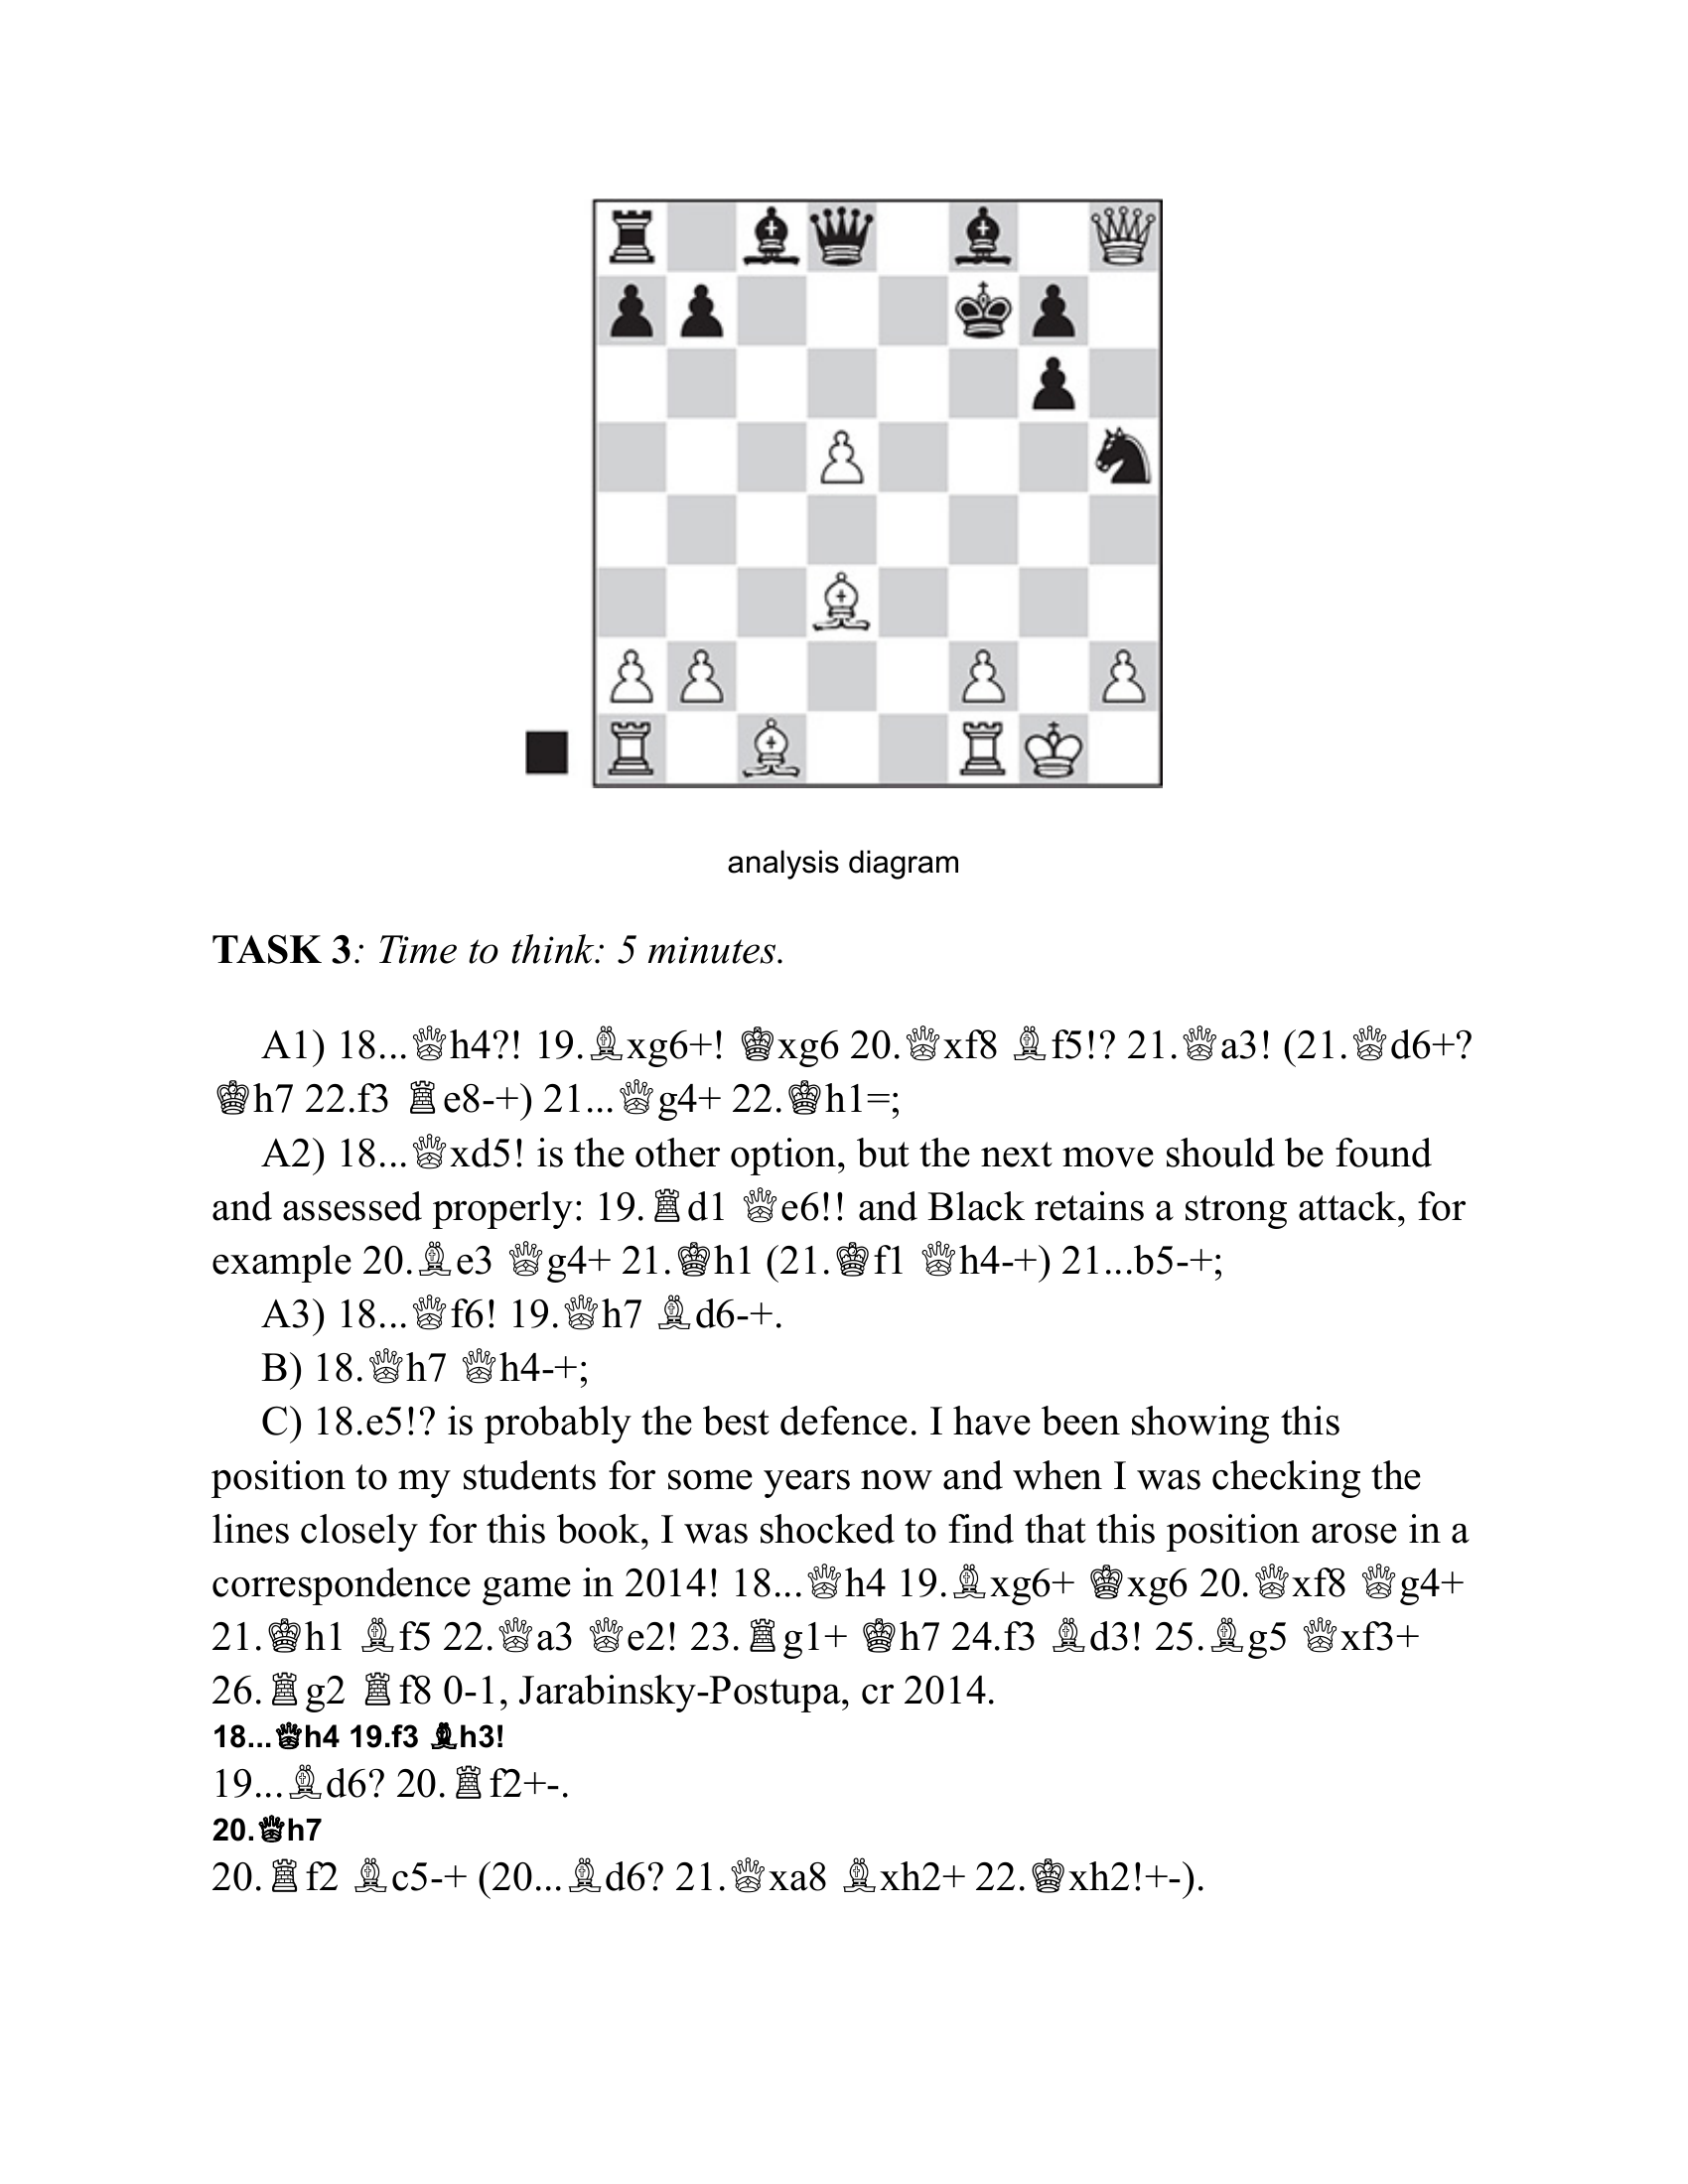 analysis diagram
TASK 3: Time to think: 5 minutes.
A1) 18...♕h4?! 19.♗xg6+! ♔xg6 20.♕xf8 ♗f5!? 21.♕a3! (21.♕d6+?
♔h7 22.f3 ♖e8-+) 21...♕g4+ 22.♔h1=;
A2) 18...♕xd5! is the other option, but the next move should be found
and assessed properly: 19.♖d1 ♕e6!! and Black retains a strong attack, for
example 20.♗e3 ♕g4+ 21.♔h1 (21.♔f1 ♕h4-+) 21...b5-+;
A3) 18...♕f6! 19.♕h7 ♗d6-+.
B) 18.♕h7 ♕h4-+;
C) 18.e5!? is probably the best defence. I have been showing this
position to my students for some years now and when I was checking the
lines closely for this book, I was shocked to find that this position arose in a
correspondence game in 2014! 18...♕h4 19.♗xg6+ ♔xg6 20.♕xf8 ♕g4+
21.♔h1 ♗f5 22.♕a3 ♕e2! 23.♖g1+ ♔h7 24.f3 ♗d3! 25.♗g5 ♕xf3+
26.♖g2 ♖f8 0-1, Jarabinsky-Postupa, cr 2014.
18...♛h4 19.f3 ♝h3!
19...♗d6? 20.♖f2+-.
20.♛h7
20.♖f2 ♗c5-+ (20...♗d6? 21.♕xa8 ♗xh2+ 22.♔xh2!+-).